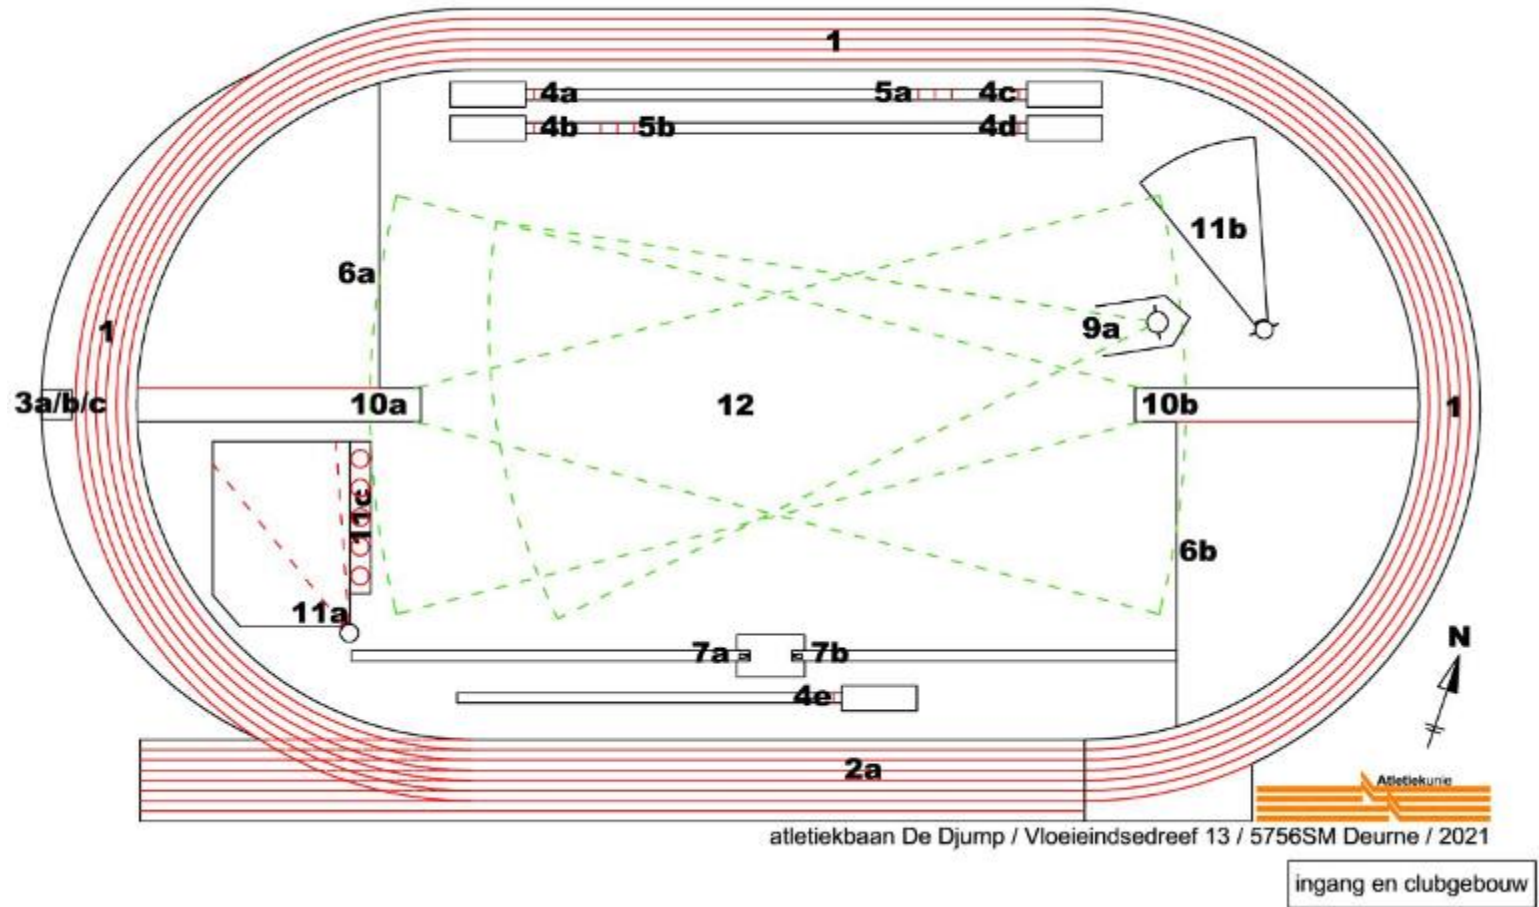 1
4a 5a 4c
4b 5b 4d
11b
6a
9a
1
3a/b/c 10a 12 10b 1
11c
6b
11a
7a 7b
N
4e
2a
Atletiekunie
atletiekbaan De Djump / Vloeieindsedreef 13 / 5756SM Deurne / 2021
ingang en clubgebouw